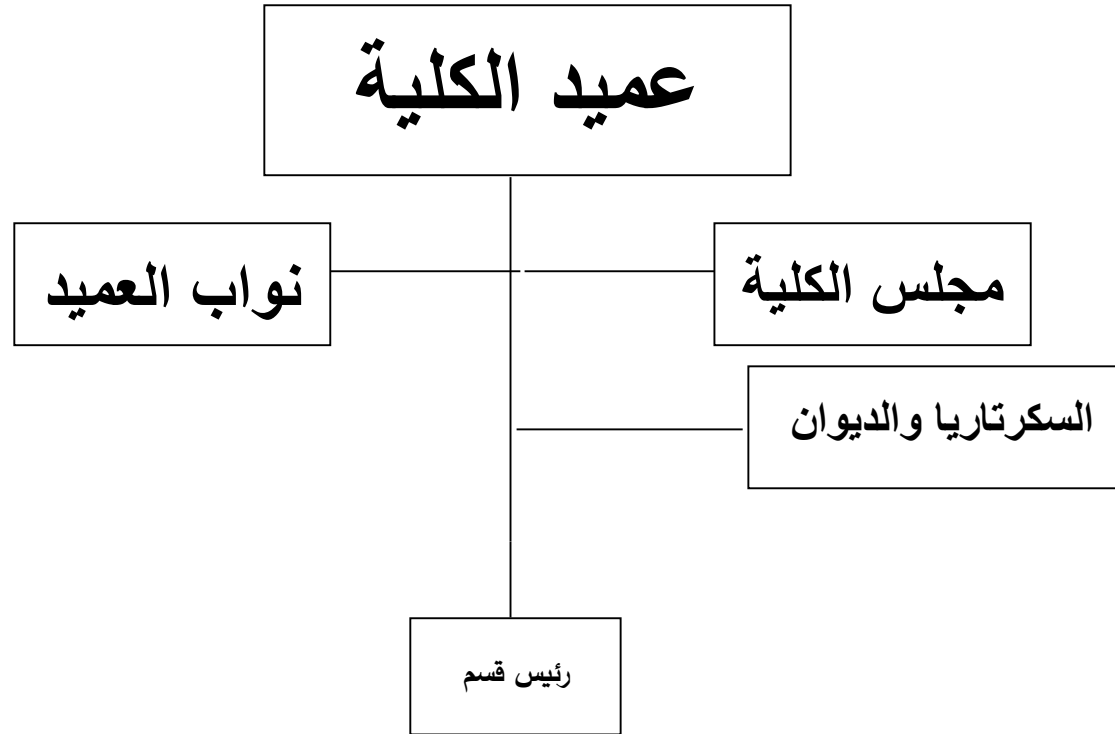 عميد الكلية
مجلس الكلية
نواب العميد
السكرتاريا والديوان
رئيس قسم